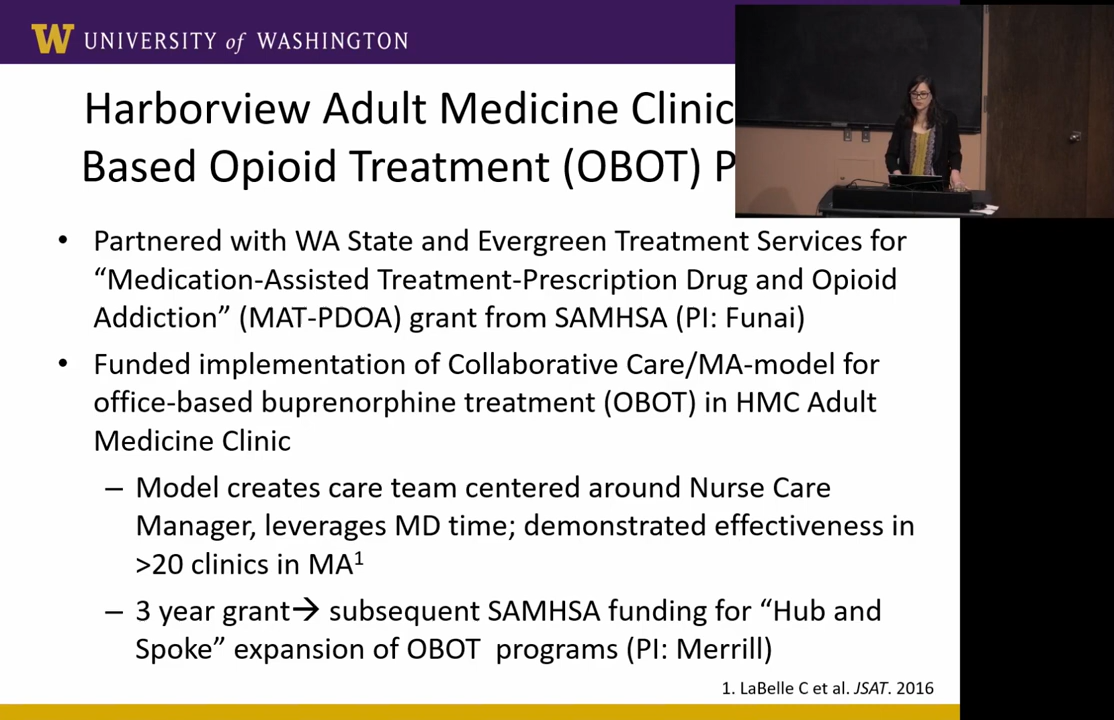 W UNIVERSITY of WASHINGTON
Harborview Adult Medicine Clinic
Based Opioid Treatment (OBOT) P
• Partnered with WA State and Evergreen Treatment Services for
“Medication-Assisted Treatment-Prescription Drug and Opioid
Addiction” (MAT-PDOA) grant from SAMHSA (PI: Funai)
• Funded implementation of Collaborative Care/MA-model for
office-based buprenorphine treatment (OBOT) in HMC Adult
Medicine Clinic
– Model creates care team centered around Nurse Care
Manager, leverages MD time; demonstrated effectiveness in
>20 clinics in MA¹
– 3 year grant→ subsequent SAMHSA funding for “Hub and
Spoke” expansion of OBOT programs (PI: Merrill)
1. LaBelle C et al. JSAT. 2016